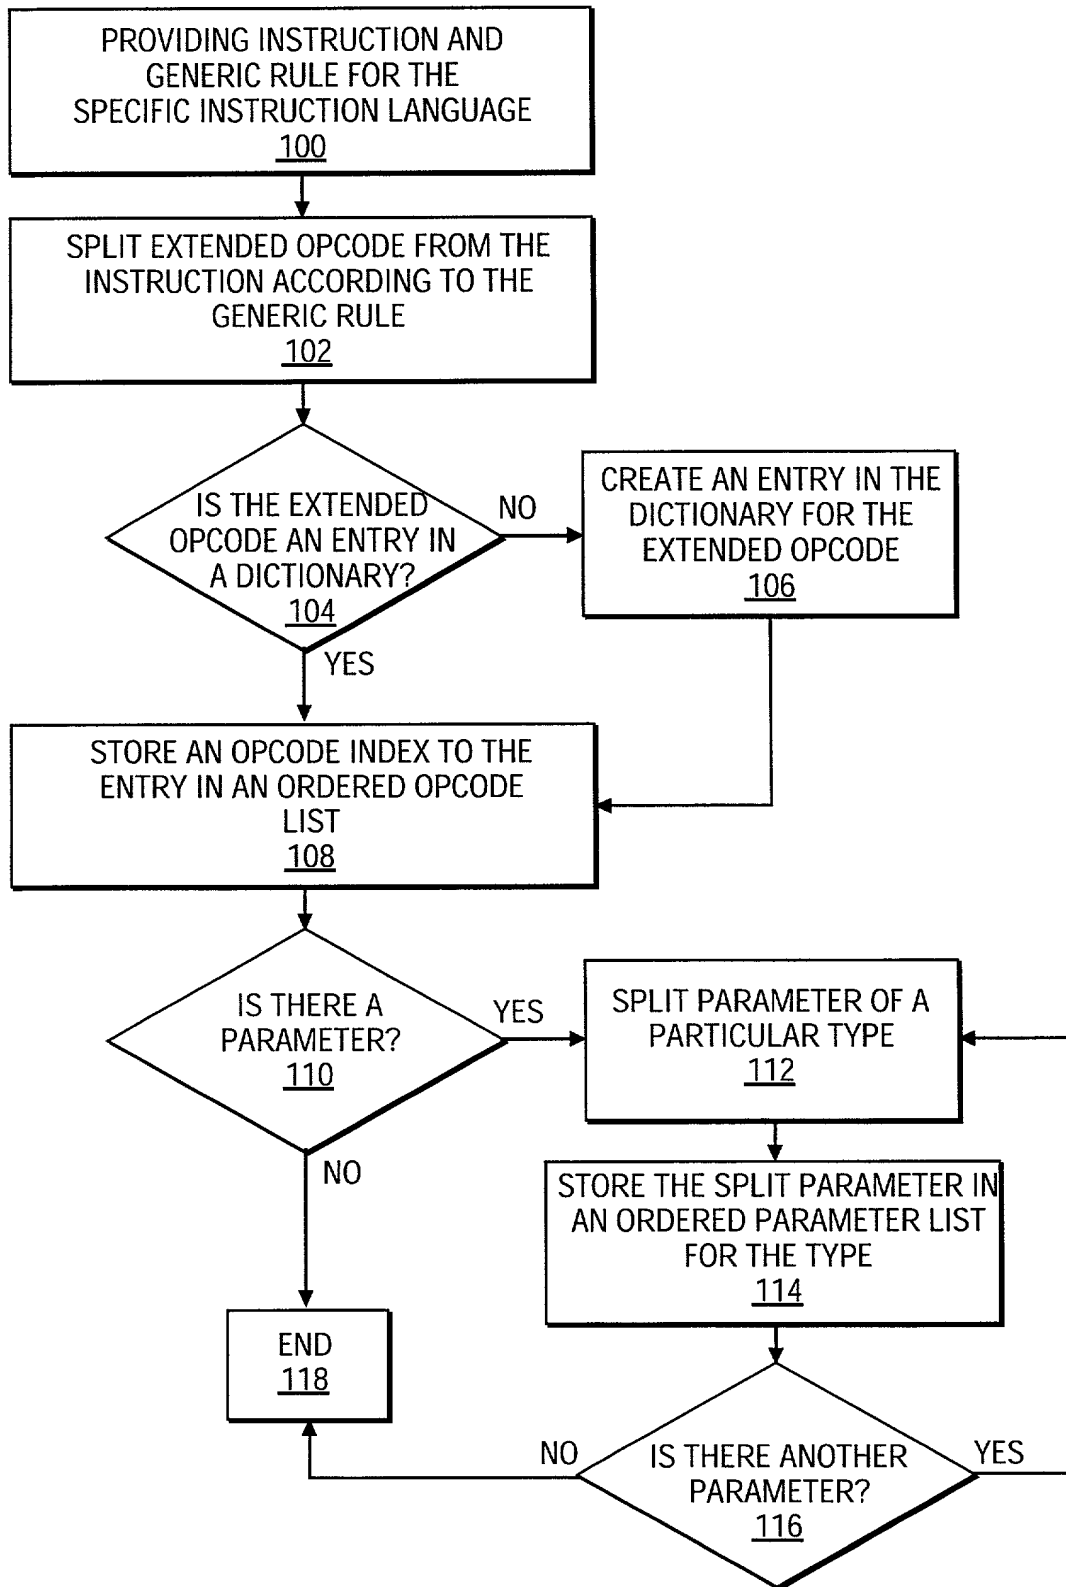 PROVIDING INSTRUCTION AND
GENERIC RULE FOR THE
SPECIFIC INSTRUCTION LANGUAGE
100
SPLIT EXTENDED OPCODE FROM THE
INSTRUCTION ACCORDING TO THE
GENERIC RULE
102
IS THE EXTENDED
OPCODE AN ENTRY IN
A DICTIONARY?
104
NO
CREATE AN ENTRY IN THE
DICTIONARY FOR THE
EXTENDED OPCODE
106
YES
STORE AN OPCODE INDEX TO THE
ENTRY IN AN ORDERED OPCODE
LIST
108
IS THERE A
PARAMETER?
110
YES
SPLIT PARAMETER OF A
PARTICULAR TYPE
112
NO
STORE THE SPLIT PARAMETER IN
AN ORDERED PARAMETER LIST
FOR THE TYPE
114
END
118
NO
IS THERE ANOTHER
PARAMETER?
116
YES